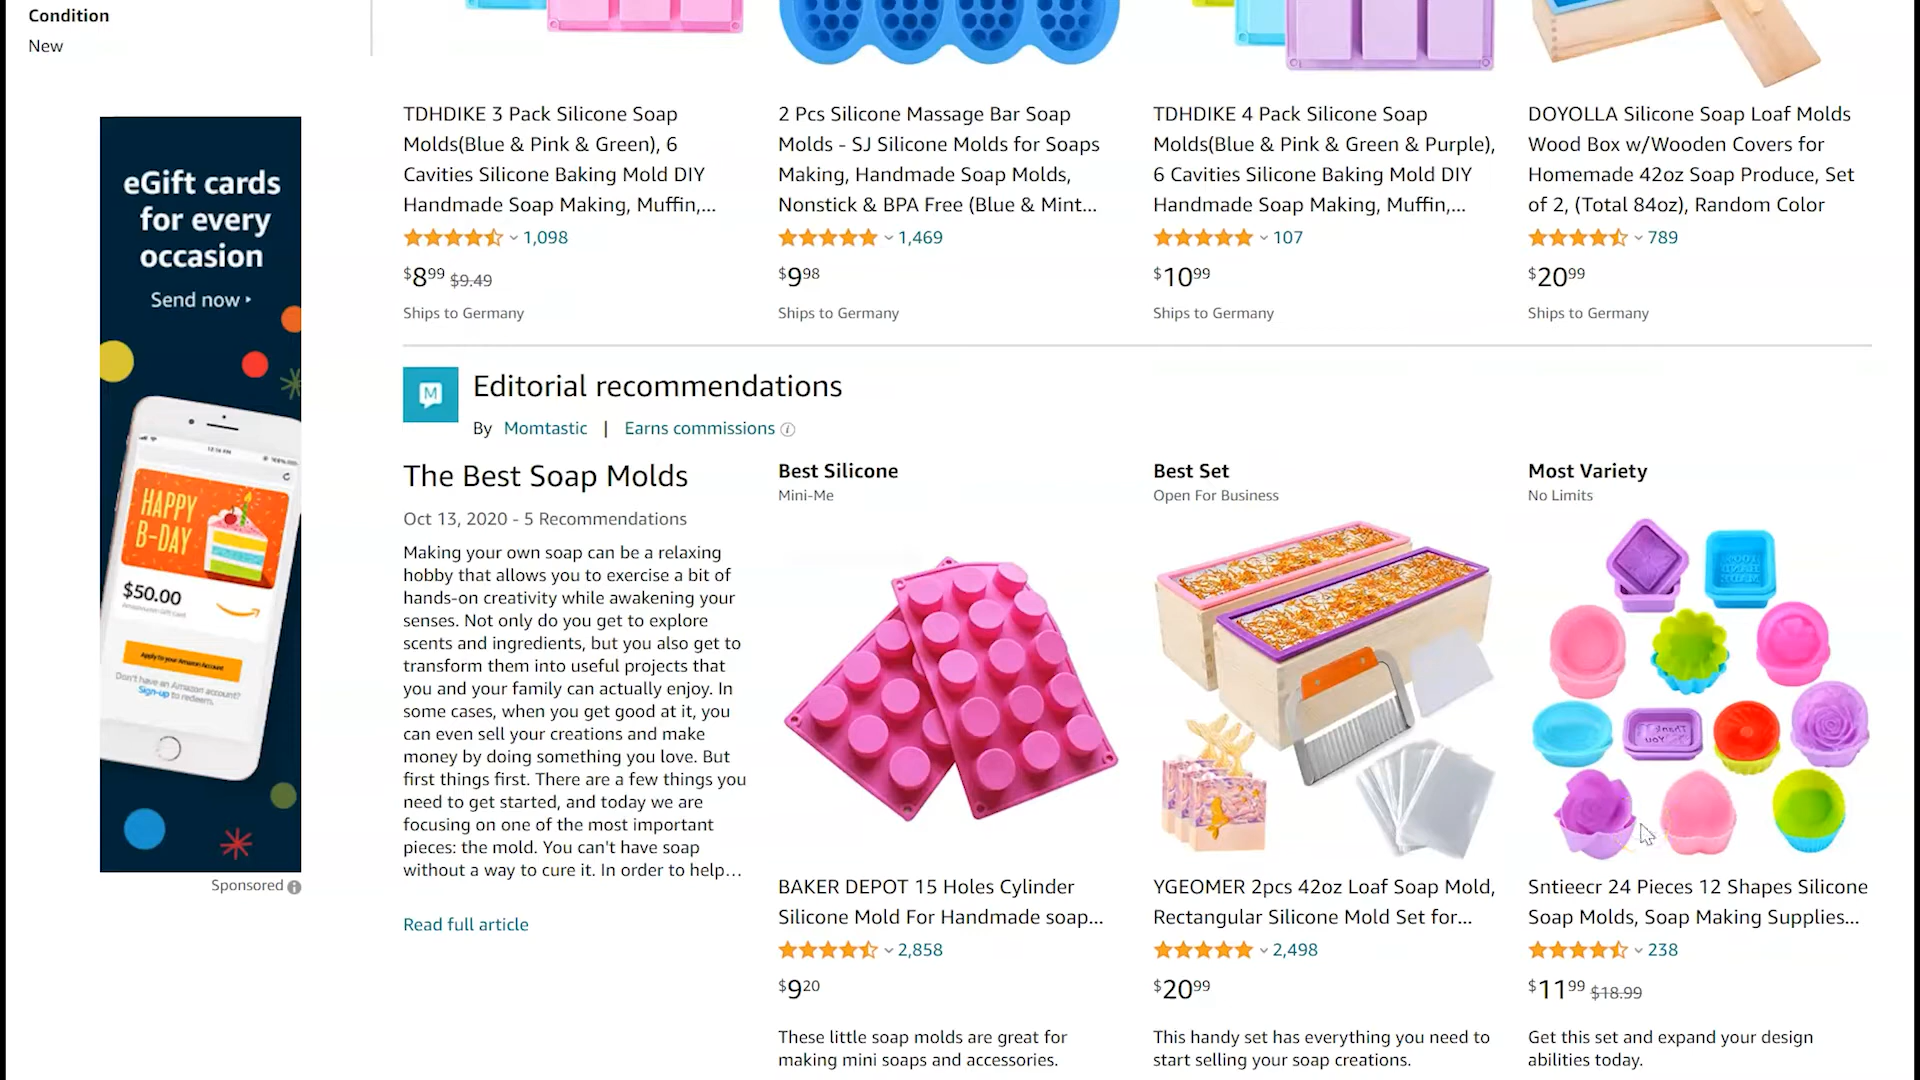 Condition
New
eGift cards
for every
occasion
Send now
HAPPY
B-DAY
$50.00
Apply to your Amazon Account
Don't have an Amazon account?
Sign-up to redeem.
Sponsored
TDHDIKE 3 Pack Silicone Soap
Molds(Blue & Pink & Green), 6
Cavities Silicone Baking Mold DIY
Handmade Soap Making, Muffin,...
1,098
$8.99 $9.49
Ships to Germany
2 Pcs Silicone Massage Bar Soap
Molds - SJ Silicone Molds for Soaps
Making, Handmade Soap Molds,
Nonstick & BPA Free (Blue & Mint...
1,469
$9.98
Ships to Germany
TDHDIKE 4 Pack Silicone Soap
Molds(Blue & Pink & Green & Purple),
6 Cavities Silicone Baking Mold DIY
Handmade Soap Making, Muffin,...
107
$10.99
Ships to Germany
DOYOLLA Silicone Soap Loaf Molds
Wood Box w/Wooden Covers for
Homemade 42oz Soap Produce, Set
of 2, (Total 84oz), Random Color
789
$20.99
Ships to Germany
M
Editorial recommendations
By Momtastic | Earns commissions
The Best Soap Molds
Oct 13, 2020 - 5 Recommendations
Making your own soap can be a relaxing
hobby that allows you to exercise a bit of
hands-on creativity while awakening your
senses. Not only do you get to explore
scents and ingredients, but you also get to
transform them into useful projects that
you and your family can actually enjoy. In
some cases, when you get good at it, you
can even sell your creations and make
money by doing something you love. But
first things first. There are a few things you
need to get started, and today we are
focusing on one of the most important
pieces: the mold. You can't have soap
without a way to cure it. In order to help...
Read full article
Best Silicone
Mini-Me
BAKER DEPOT 15 Holes Cylinder
Silicone Mold For Handmade soap...
2,858
$9.20
These little soap molds are great for
making mini soaps and accessories.
Best Set
Open For Business
YGEOMER 2pcs 42oz Loaf Soap Mold,
Rectangular Silicone Mold Set for...
2,498
$20.99
This handy set has everything you need to
start selling your soap creations.
Most Variety
No Limits
Thank
You
Sntieecr 24 Pieces 12 Shapes Silicone
Soap Molds, Soap Making Supplies...
238
$11.99 $18.99
Get this set and expand your design
abilities today.